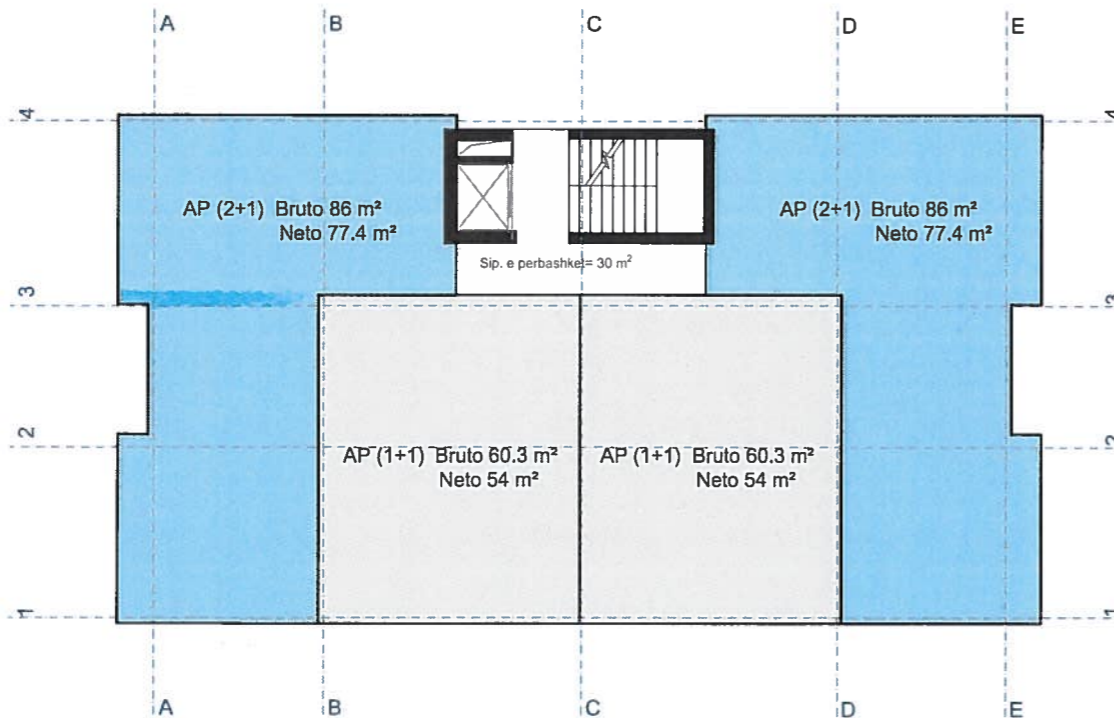 A B C D E
4 4
AP (2+1) Bruto 86 m²
Neto 77.4 m²
AP (2+1) Bruto 86 m²
Neto 77.4 m²
Sip. e perbashket= 30 m²
3 3
2 2
AP (1+1) Bruto 60.3 m²
Neto 54 m²
AP (1+1) Bruto 60.3 m²
Neto 54 m²
1 1
A B C D E